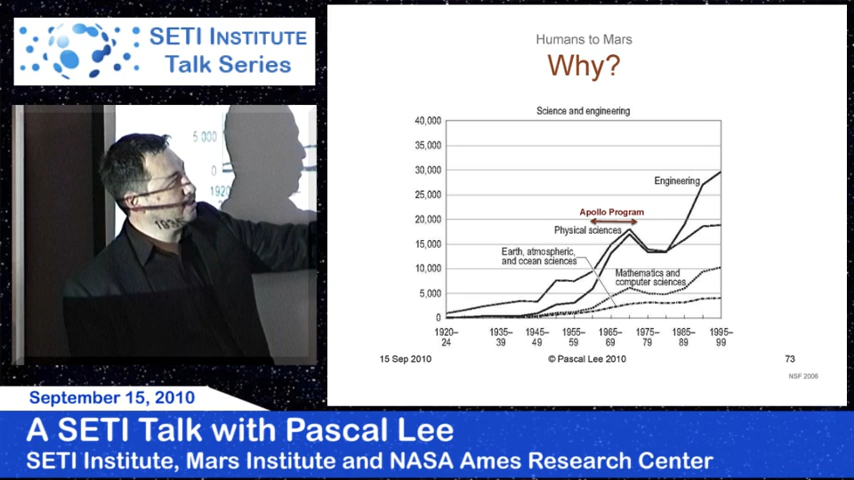 SETI INSTITUTE
Talk Series
5 000
0
1920
Humans to Mars
Why?
Science and engineering
40,000
35,000
30,000
25,000
20,000
15,000
10,000
5,000
0
Engineering
Apollo Program
Physical sciences
Earth, atmospheric,
and ocean sciences
Mathematics and
computer sciences
1920– 1935– 1945– 1955– 1965– 1975– 1985– 1995–
24 39 49 59 69 79 89 99
15 Sep 2010 © Pascal Lee 2010 73
NSF 2006
September 15, 2010
A SETI Talk with Pascal Lee
SETI Institute, Mars Institute and NASA Ames Research Center